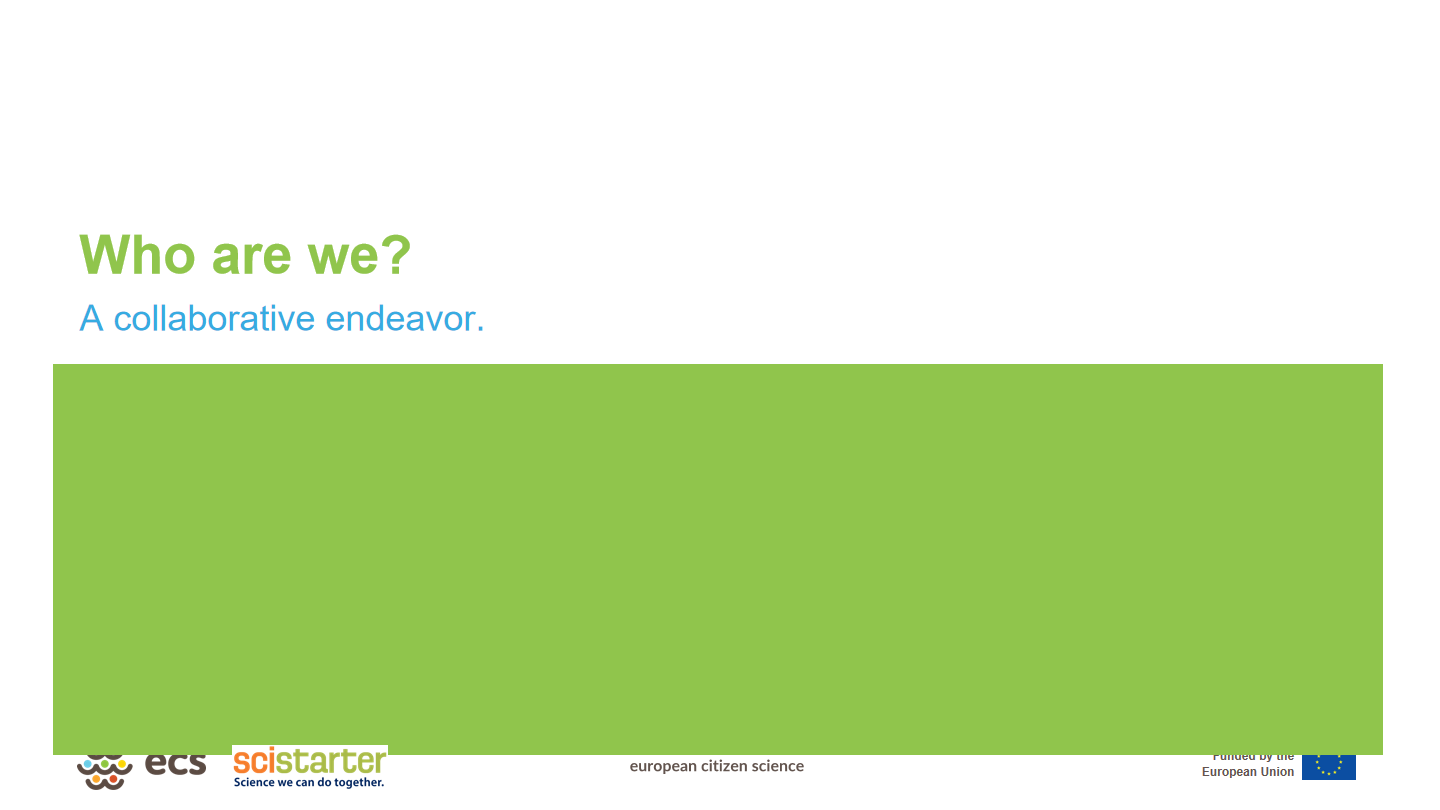 Who are we?
A collaborative endeavor.
ecs
scistarter
Science we can do together.
european citizen science
Funded by the
European Union